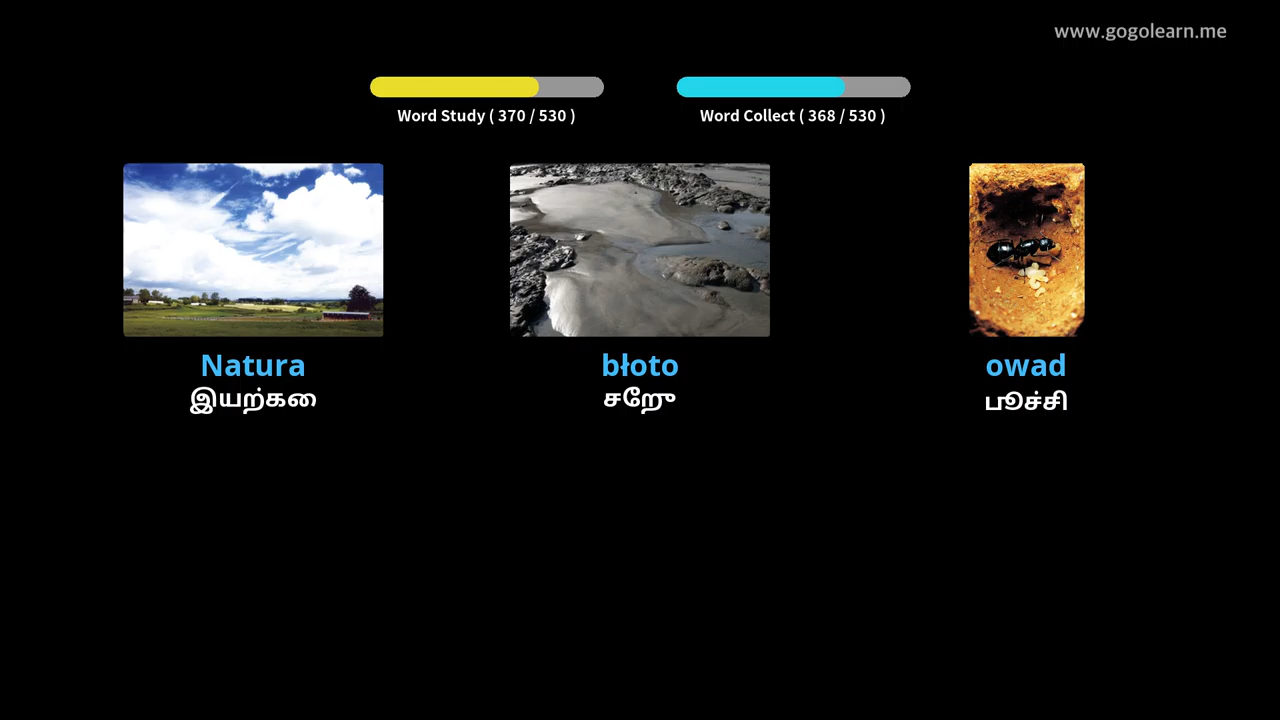 www.gogolearn.me
Word Study ( 370 / 530 )
Word Collect ( 368 / 530 )
Natura
błoto
owad
இயற்கை
சேறு
பூச்சி